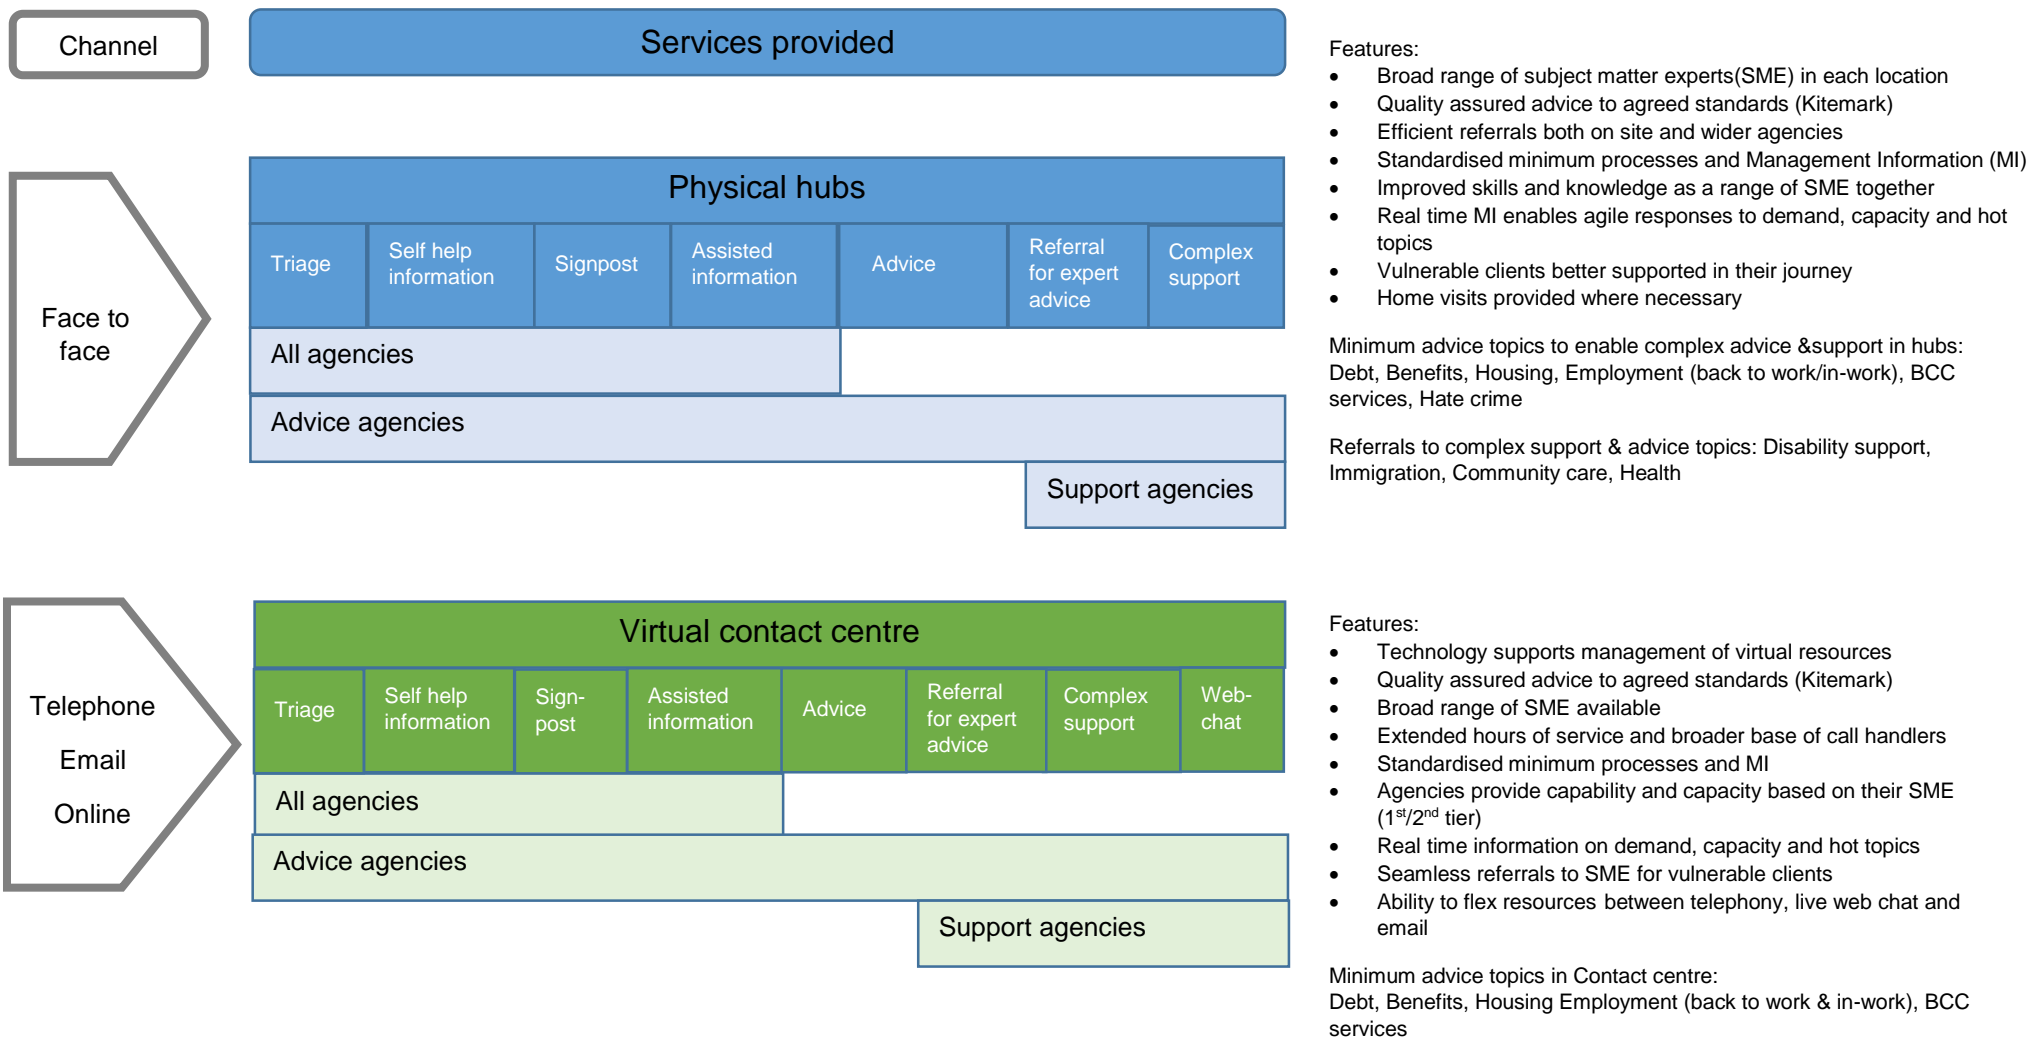 Channel
Services provided
Face to
face
Physical hubs
Triage
Self help
information
Signpost
Assisted
information
Advice
Referral
for expert
advice
Complex
support
All agencies
Advice agencies
Support agencies
Features:
• Broad range of subject matter experts(SME) in each location
• Quality assured advice to agreed standards (Kitemark)
• Efficient referrals both on site and wider agencies
• Standardised minimum processes and Management Information (MI)
• Improved skills and knowledge as a range of SME together
• Real time MI enables agile responses to demand, capacity and hot
topics
• Vulnerable clients better supported in their journey
• Home visits provided where necessary
Minimum advice topics to enable complex advice &support in hubs:
Debt, Benefits, Housing, Employment (back to work/in-work), BCC
services, Hate crime
Referrals to complex support & advice topics: Disability support,
Immigration, Community care, Health
Telephone
Email
Online
Virtual contact centre
Triage
Self help
information
Sign-
post
Assisted
information
Advice
Referral
for expert
advice
Complex
support
Web-
chat
All agencies
Advice agencies
Support agencies
Features:
• Technology supports management of virtual resources
• Quality assured advice to agreed standards (Kitemark)
• Broad range of SME available
• Extended hours of service and broader base of call handlers
• Standardised minimum processes and MI
• Agencies provide capability and capacity based on their SME
(1st/2nd tier)
• Real time information on demand, capacity and hot topics
• Seamless referrals to SME for vulnerable clients
• Ability to flex resources between telephony, live web chat and
email
Minimum advice topics in Contact centre:
Debt, Benefits, Housing Employment (back to work & in-work), BCC
services